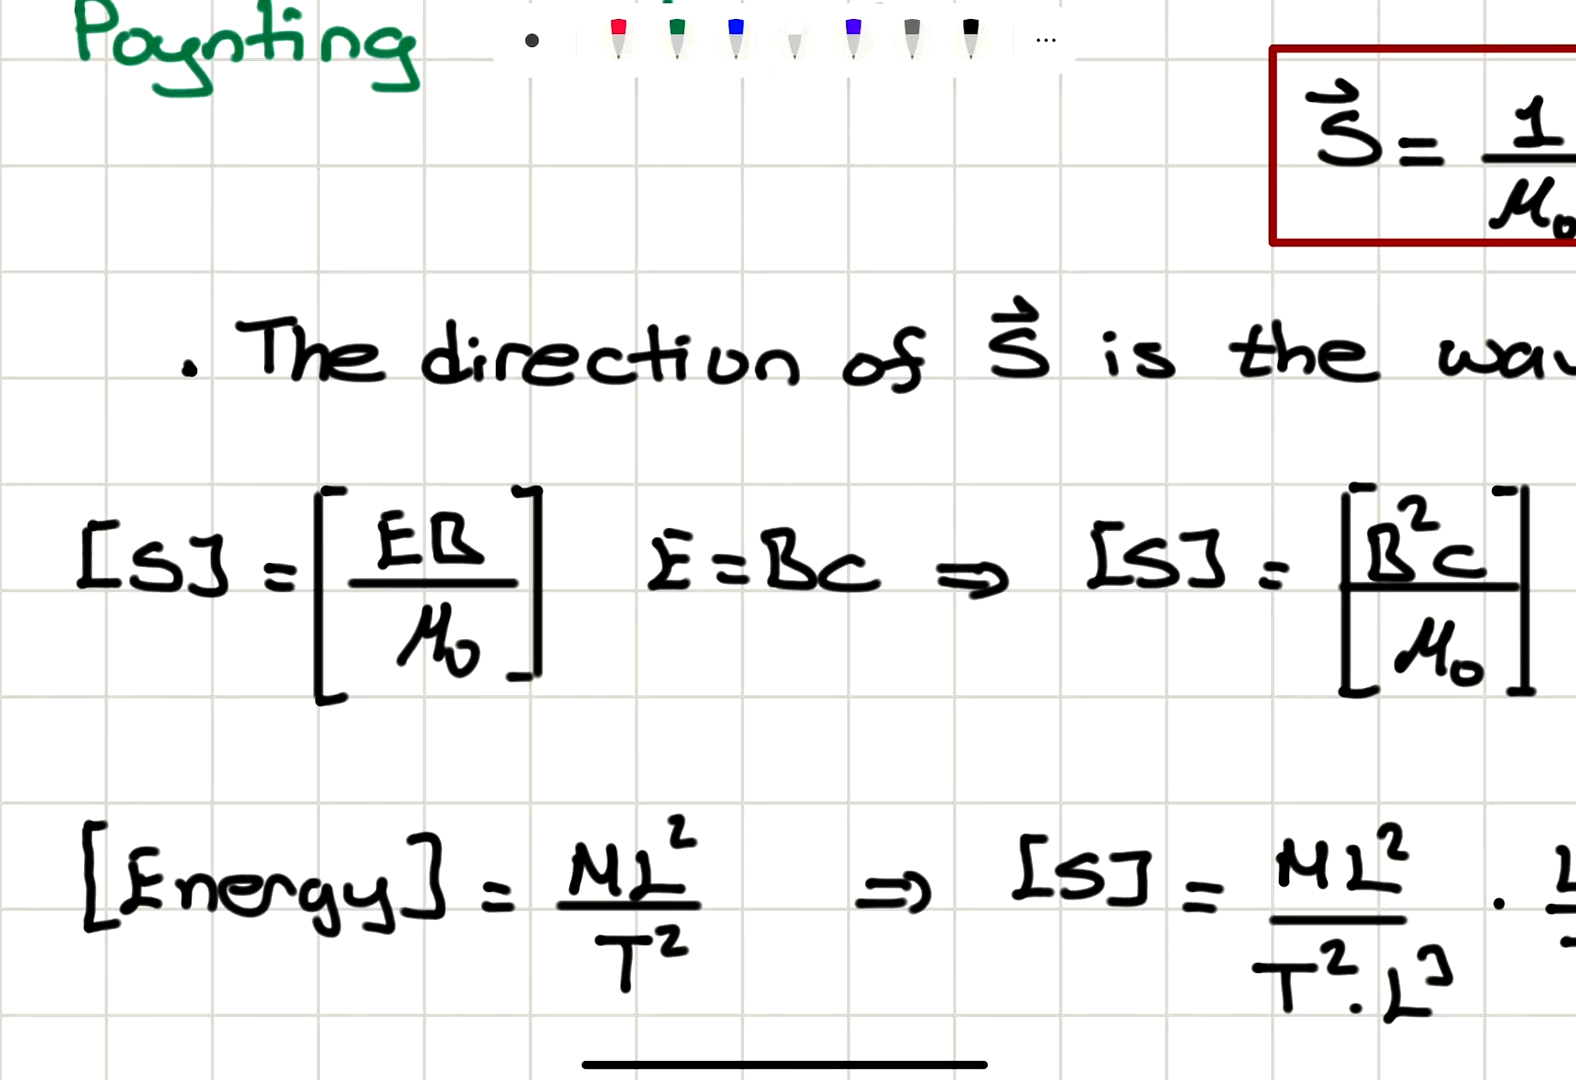 Poynting
S⃗ = 1/μ₀
. The direction of S⃗ is the
[S] = [EB/μ₀] E = Bc ⇒ [S] = [B²c/μ₀]
[Energy] = ML²/T² ⇒ [S] = ML²/T².L³ ·